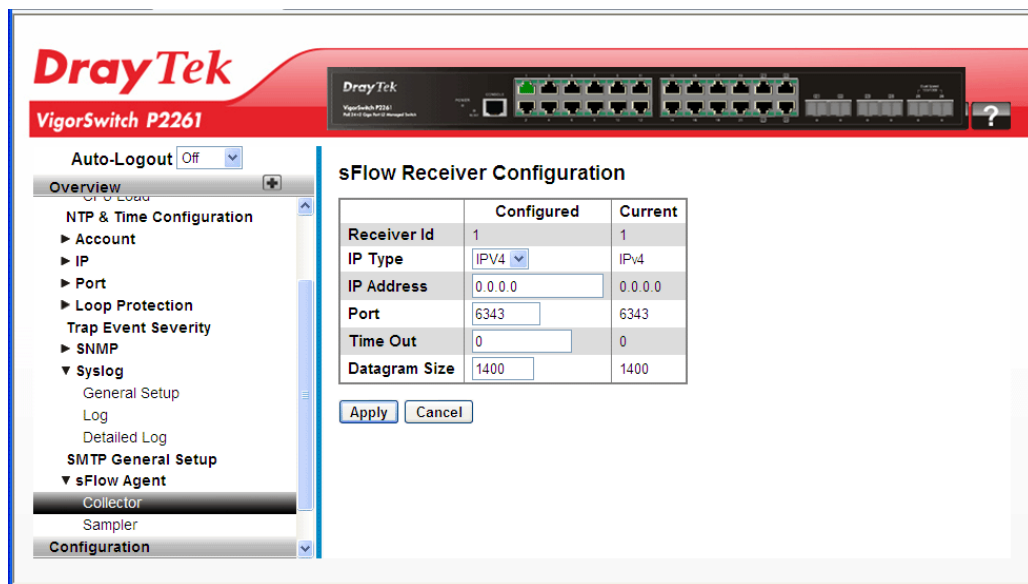 DrayTek
VigorSwitch P2261
DrayTek
VigorSwitch P2261
?
Auto-Logout Off
Overview
CPU Load
NTP & Time Configuration
Account
IP
Port
Loop Protection
Trap Event Severity
SNMP
Syslog
General Setup
Log
Detailed Log
SMTP General Setup
sFlow Agent
Collector
Sampler
Configuration
sFlow Receiver Configuration
Configured Current
Receiver Id 1 1
IP Type IPV4 IPv4
IP Address 0.0.0.0 0.0.0.0
Port 6343 6343
Time Out 0 0
Datagram Size 1400 1400
Apply Cancel